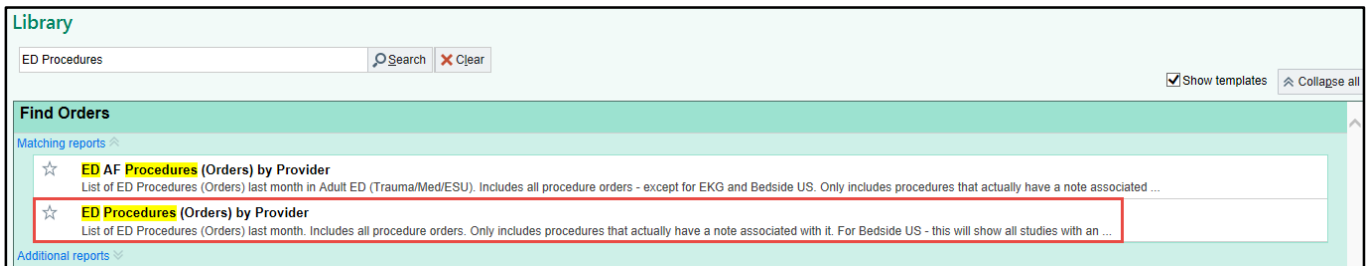 Library
ED Procedures
Search
Clear
Show templates
Collapse all
Find Orders
Matching reports
ED AF Procedures (Orders) by Provider
List of ED Procedures (Orders) last month in Adult ED (Trauma/Med/ESU). Includes all procedure orders - except for EKG and Bedside US. Only includes procedures that actually have a note associated ...
ED Procedures (Orders) by Provider
List of ED Procedures (Orders) last month. Includes all procedure orders. Only includes procedures that actually have a note associated with it. For Bedside US - this will show all studies with an ...
Additional reports